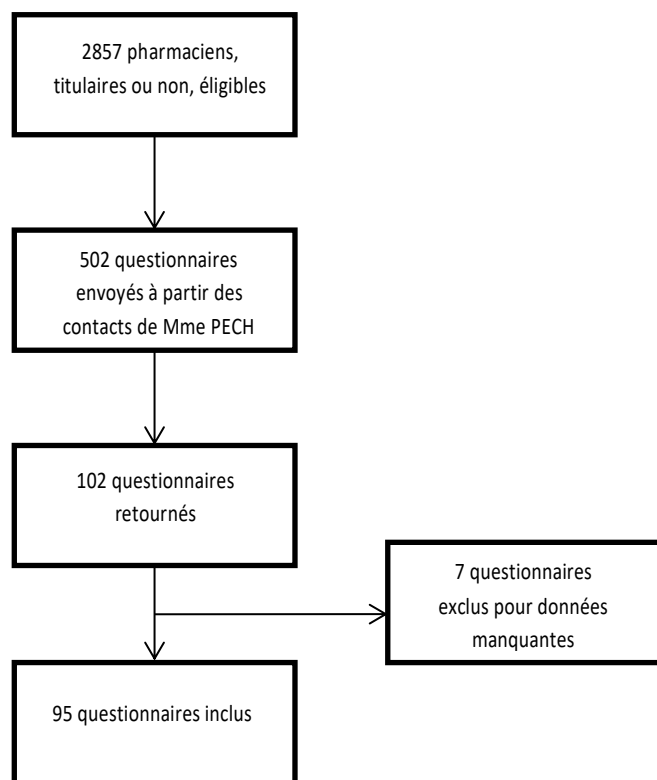 2857 pharmaciens,
titulaires ou non, éligibles
502 questionnaires
envoyés à partir des
contacts de Mme PECH
102 questionnaires
retournés
7 questionnaires
exclus pour données
manquantes
95 questionnaires inclus